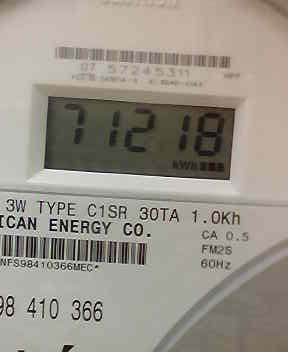 07 57245311
71218
kWh
3W TYPE C1SR 30TA 1.0Kh
ICAN ENERGY CO.
CA 0.5
FM2S
60Hz
NFS98410366MEC*
98 410 366